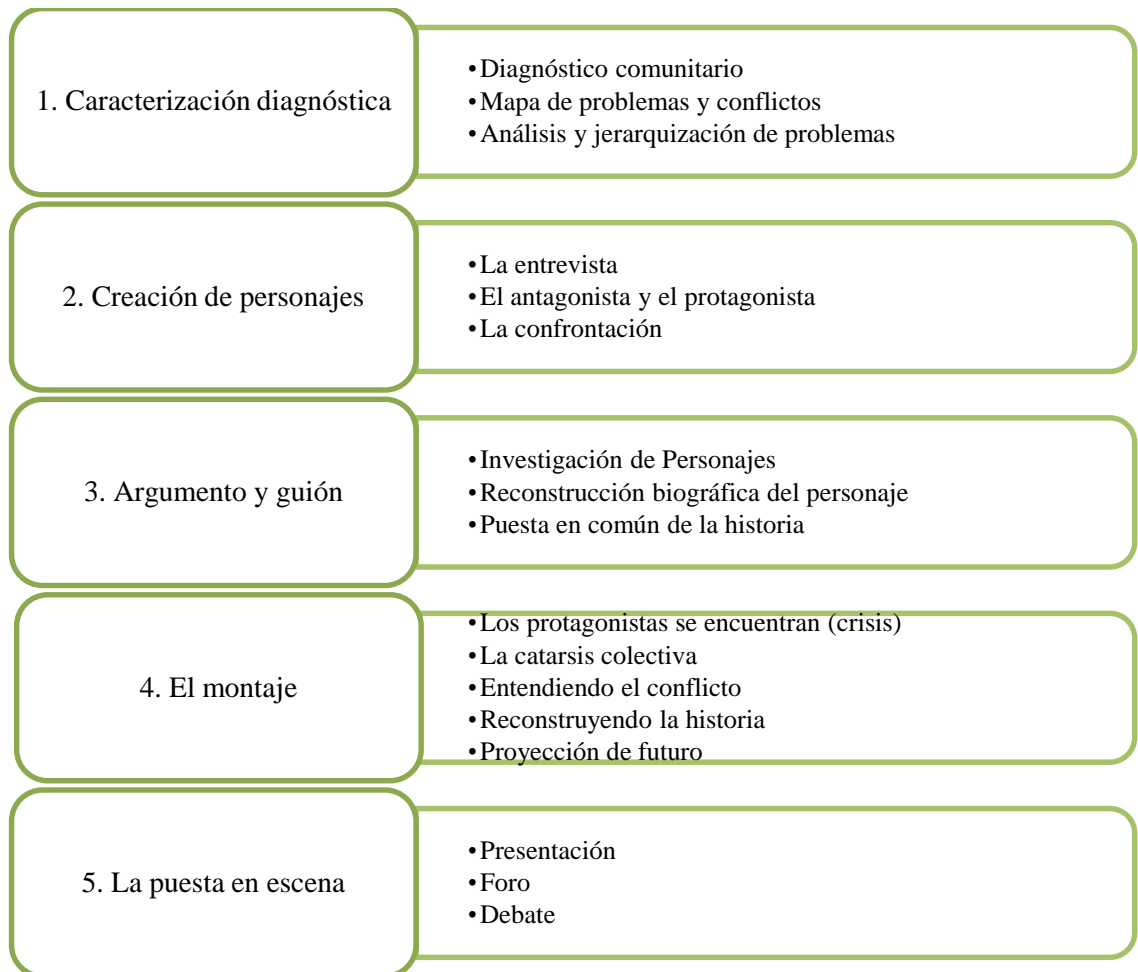 1. Caracterización diagnóstica
•Diagnóstico comunitario
•Mapa de problemas y conflictos
•Análisis y jerarquización de problemas
2. Creación de personajes
•La entrevista
•El antagonista y el protagonista
•La confrontación
3. Argumento y guión
•Investigación de Personajes
•Reconstrucción biográfica del personaje
•Puesta en común de la historia
4. El montaje
•Los protagonistas se encuentran (crisis)
•La catarsis colectiva
•Entendiendo el conflicto
•Reconstruyendo la historia
•Proyección de futuro
5. La puesta en escena
•Presentación
•Foro
•Debate